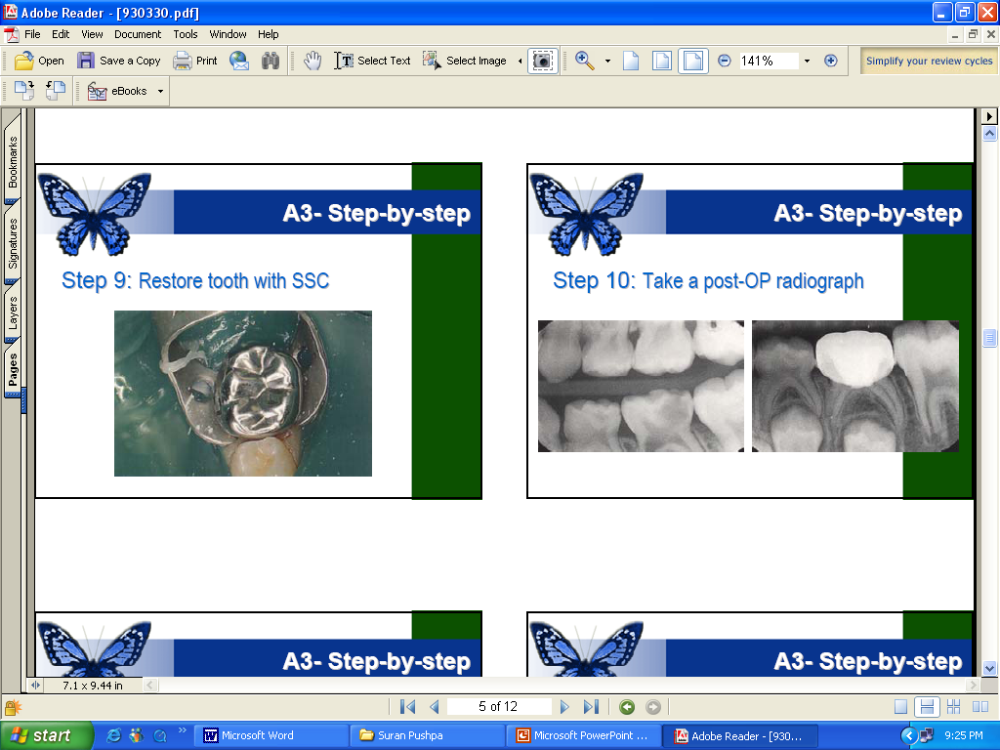 Adobe Reader - [930330.pdf]
File Edit View Document Tools Window Help
Open Save a Copy Print Select Text Select Image 141% Simplify your review cycles
eBooks
Bookmarks
Signatures
Layers
Pages
A3- Step-by-step
Step 9: Restore tooth with SSC
A3- Step-by-step
Step 10: Take a post-OP radiograph
A3- Step-by-step
A3- Step-by-step
7.1 x 9.44 in
5 of 12
start Microsoft Word Suran Pushpa Microsoft PowerPoint ... Adobe Reader - [930... 9:25 PM